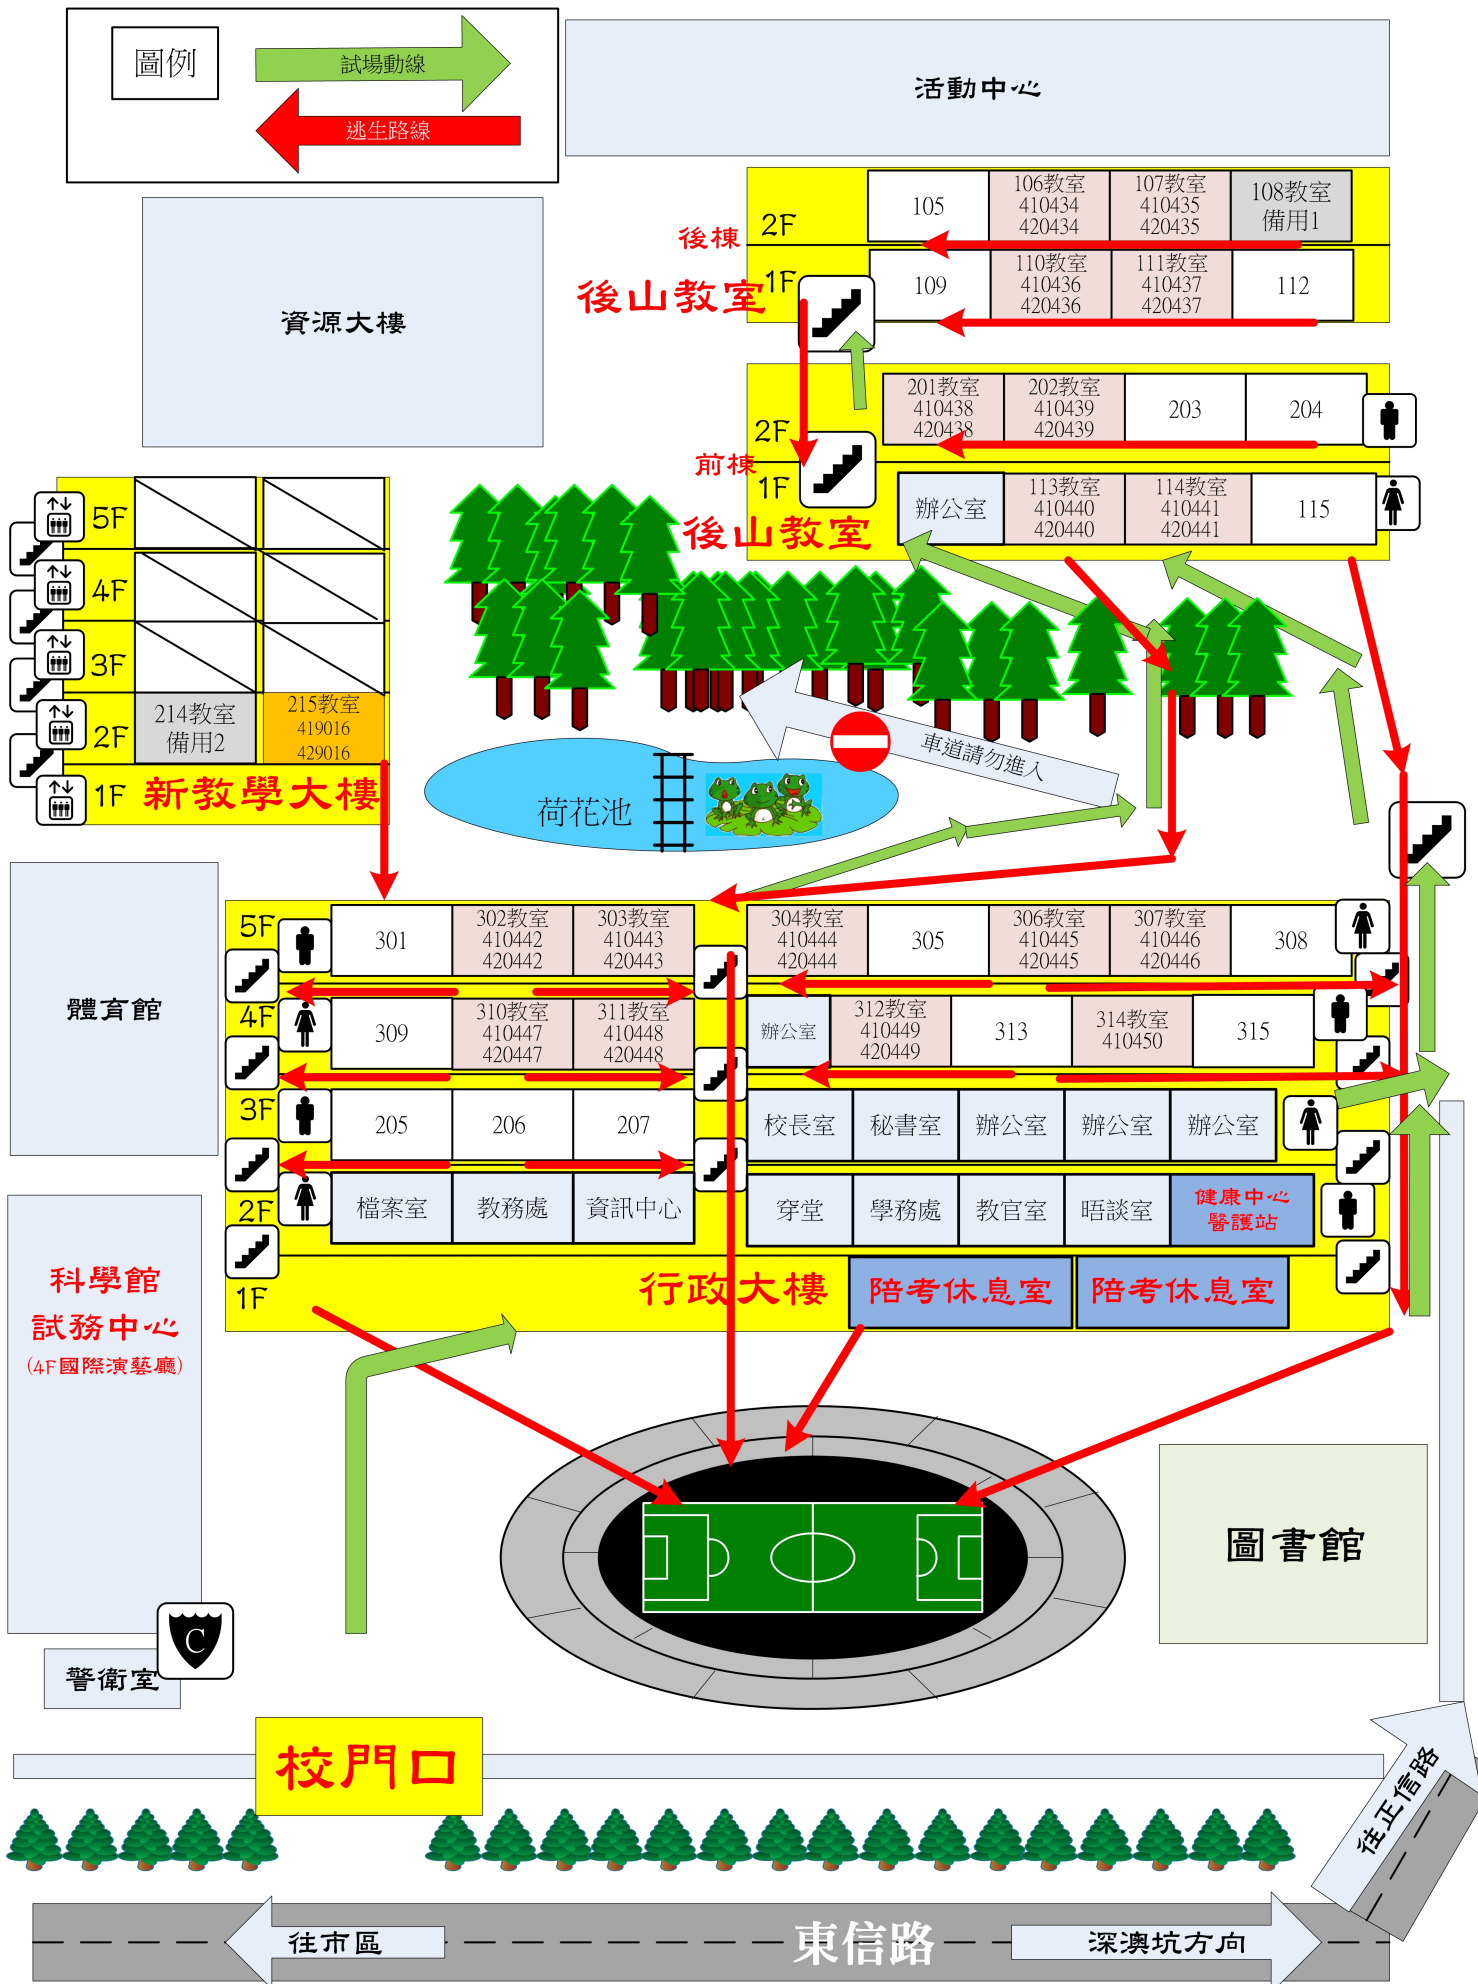 圖例
試場動線
逃生路線
活動中心
資源大樓
後棟
後山教室
2F
105
106教室
410434
420434
107教室
410435
420435
108教室
備用1
1F
109
110教室
410436
420436
111教室
410437
420437
112
前棟
後山教室
2F
201教室
410438
420438
202教室
410439
420439
203
204
1F
辦公室
113教室
410440
420440
114教室
410441
420441
115
5F
4F
3F
2F
214教室
備用2
215教室
419016
429016
1F
新教學大樓
車道請勿進入
荷花池
體育館
5F
301
302教室
410442
420442
303教室
410443
420443
304教室
410444
420444
305
306教室
410445
420445
307教室
410446
420446
308
4F
309
310教室
410447
420447
311教室
410448
420448
辦公室
312教室
410449
420449
313
314教室
410450
315
3F
205
206
207
校長室
秘書室
辦公室
辦公室
辦公室
2F
檔案室
教務處
資訊中心
穿堂
學務處
教官室
晤談室
健康中心
醫護站
1F
行政大樓
陪考休息室
陪考休息室
科學館
試務中心
(4F國際演藝廳)
圖書館
C
警衛室
校門口
往正信路
往市區
東信路
深澳坑方向